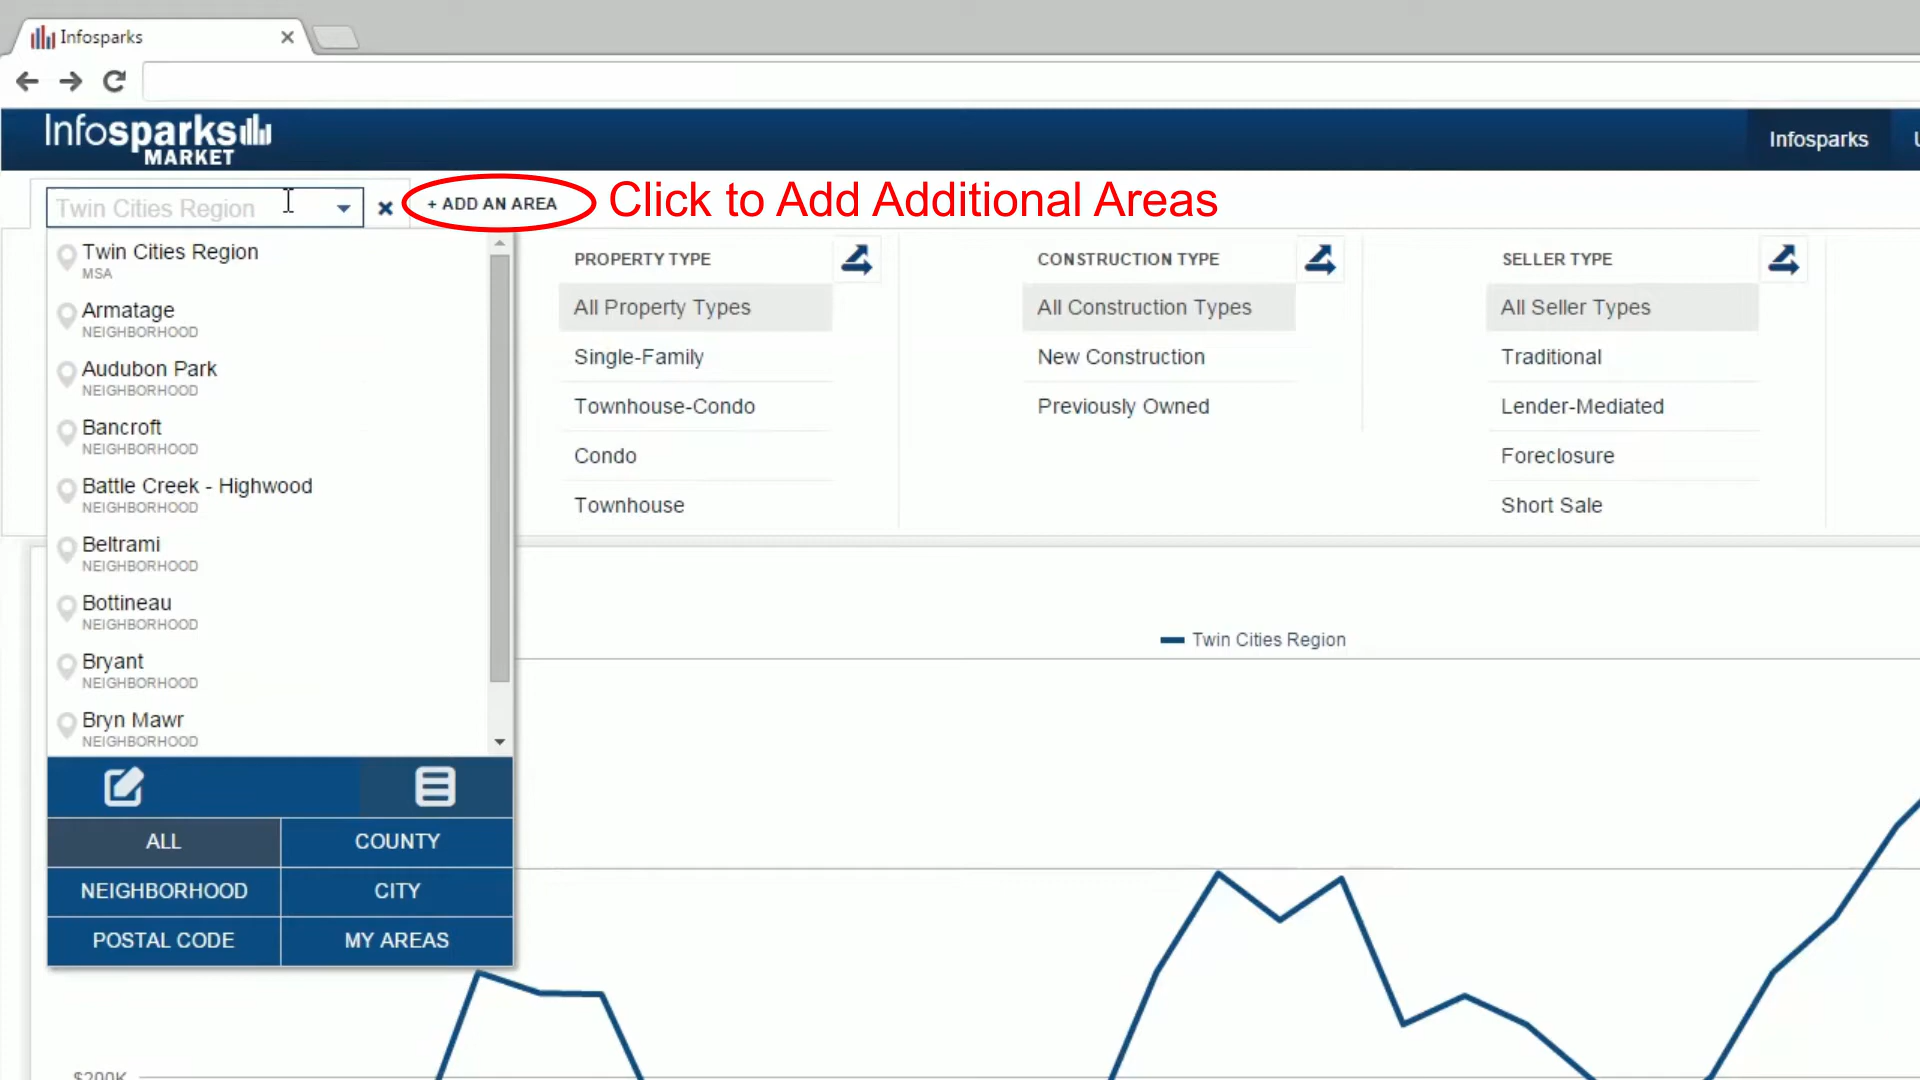 Infosparks
Infosparks
MARKET
Infosparks
Twin Cities Region
+ ADD AN AREA
Click to Add Additional Areas
Twin Cities Region
MSA
Armatage
NEIGHBORHOOD
Audubon Park
NEIGHBORHOOD
Bancroft
NEIGHBORHOOD
Battle Creek - Highwood
NEIGHBORHOOD
Beltrami
NEIGHBORHOOD
Bottineau
NEIGHBORHOOD
Bryant
NEIGHBORHOOD
Bryn Mawr
NEIGHBORHOOD
ALL
COUNTY
NEIGHBORHOOD
CITY
POSTAL CODE
MY AREAS
PROPERTY TYPE
All Property Types
Single-Family
Townhouse-Condo
Condo
Townhouse
CONSTRUCTION TYPE
All Construction Types
New Construction
Previously Owned
SELLER TYPE
All Seller Types
Traditional
Lender-Mediated
Foreclosure
Short Sale
Twin Cities Region
$200K